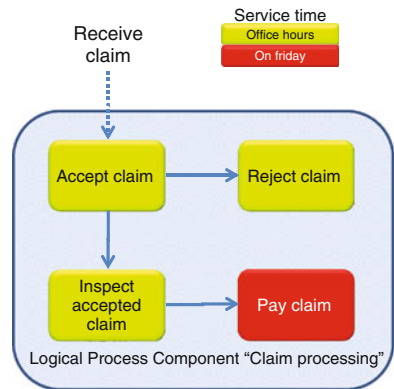 Receive
claim
Service time
Office hours
On friday
Accept claim
Reject claim
Inspect
accepted
claim
Pay claim
Logical Process Component “Claim processing”